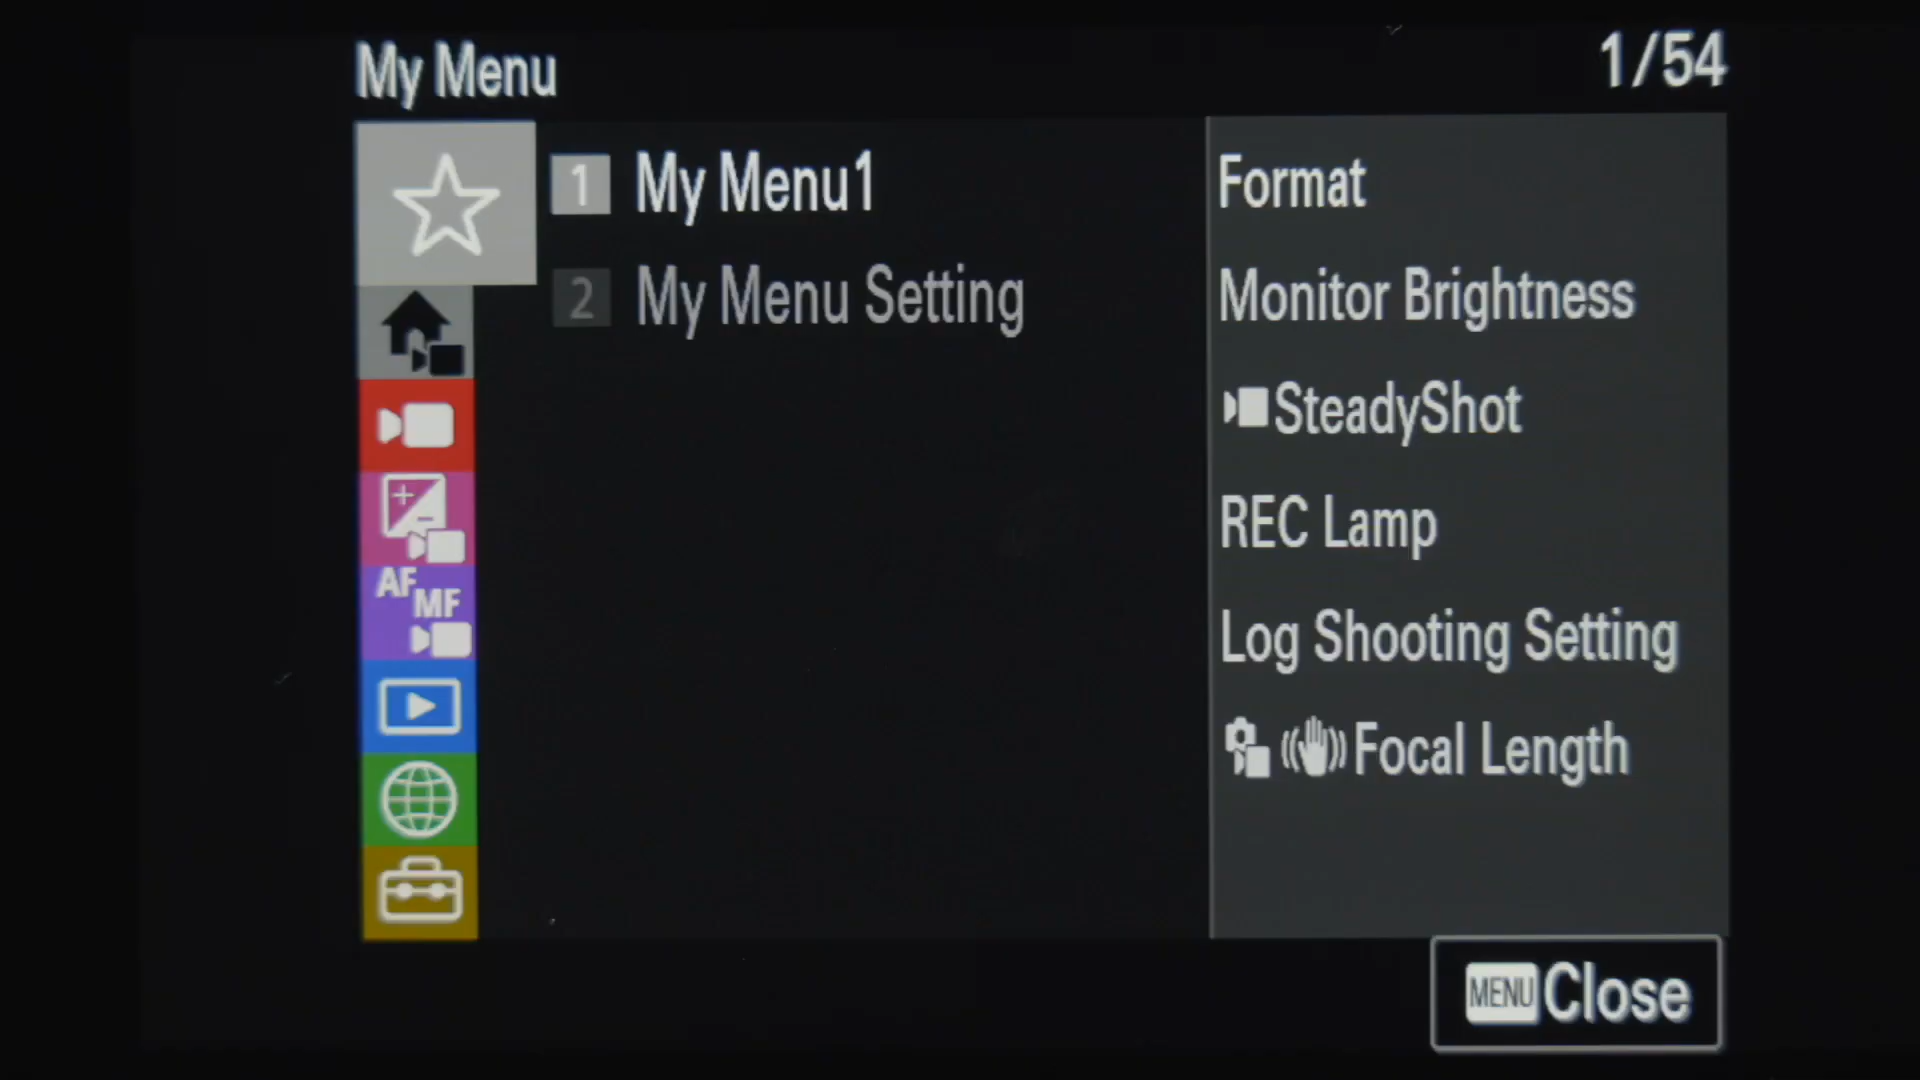 My Menu
1/54
1 My Menu1
2 My Menu Setting
AF MF
Format
Monitor Brightness
SteadyShot
REC Lamp
Log Shooting Setting
Focal Length
MENU Close